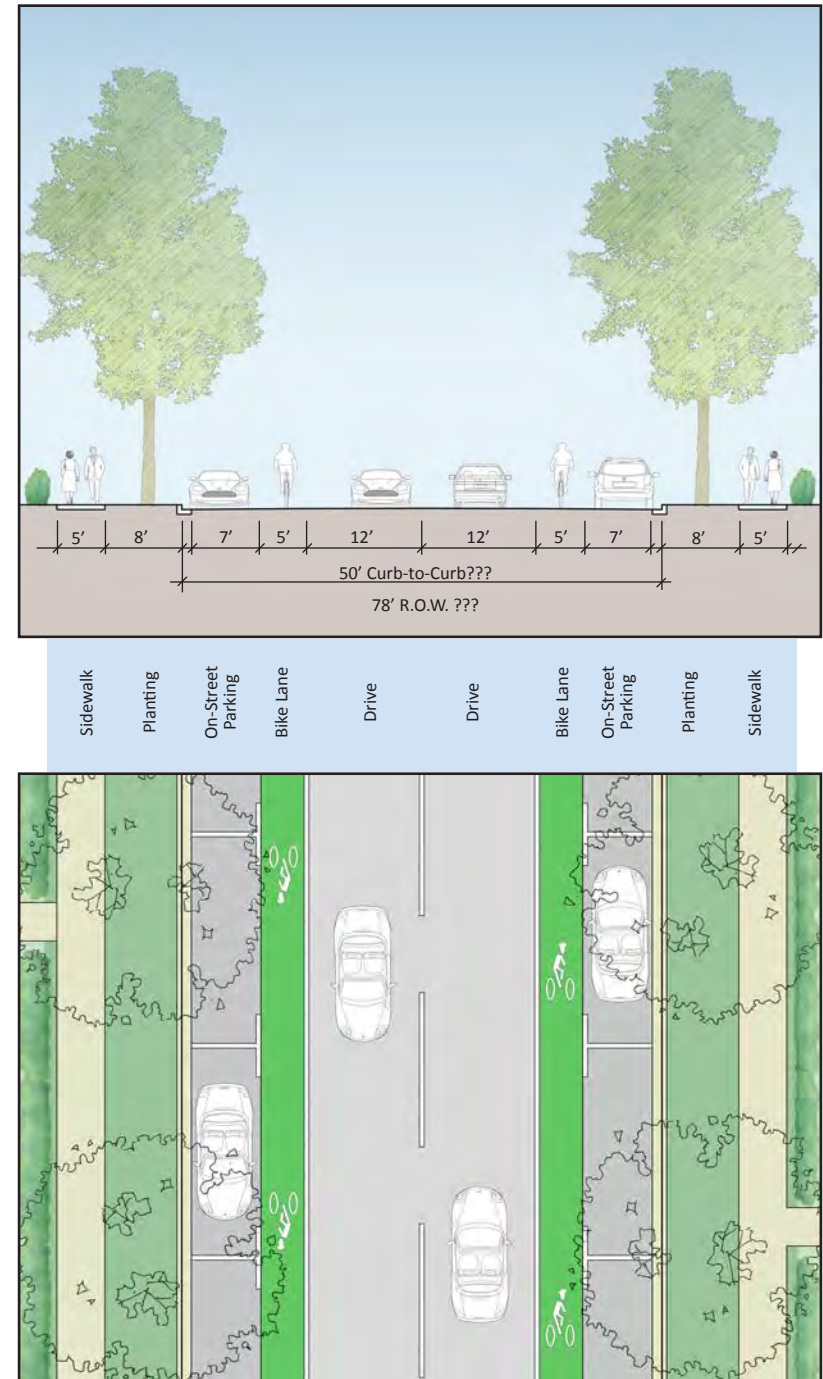 5’ 8’ 7’ 5’ 12’ 12’ 5’ 7’ 8’ 5’
50’ Curb-to-Curb???
78’ R.O.W. ???
Sidewalk
Planting
On-Street
Parking
Bike Lane
Drive
Drive
Bike Lane
On-Street
Parking
Planting
Sidewalk